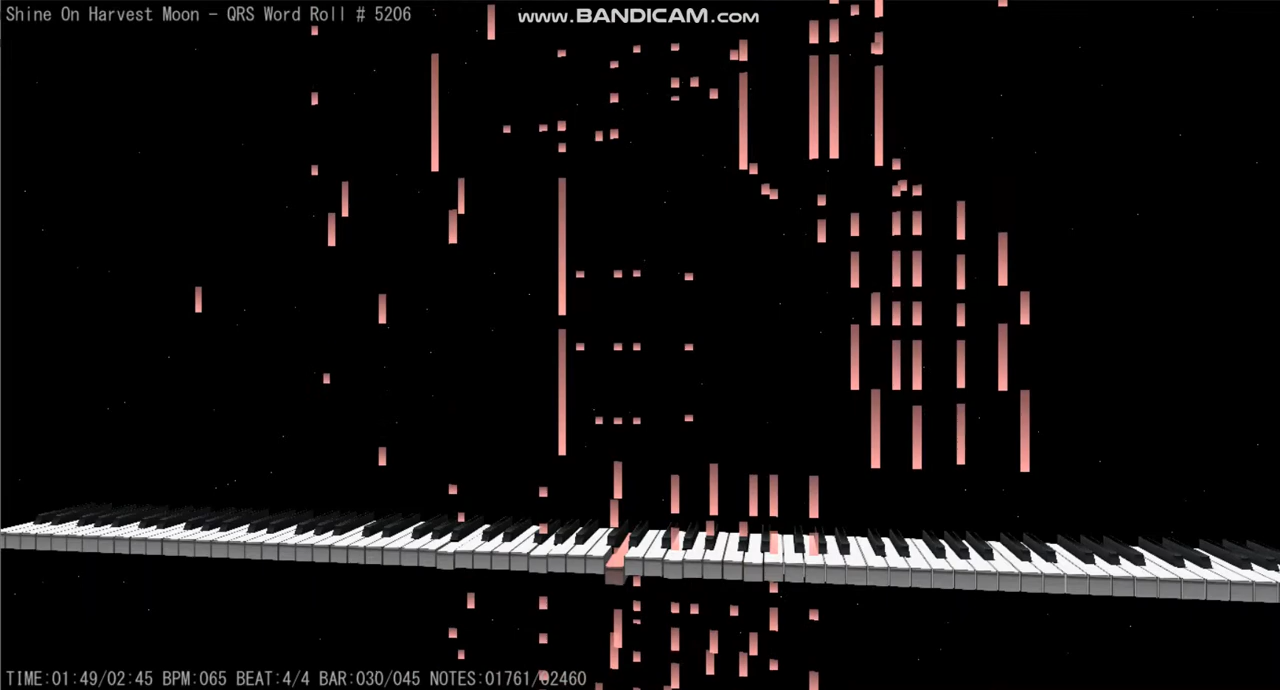 Shine On Harvest Moon - QRS Word Roll # 5206
www.BANDICAM.com
TIME:01:49/02:45 BPM:065 BEAT:4/4 BAR:030/045 NOTES:01761/02460